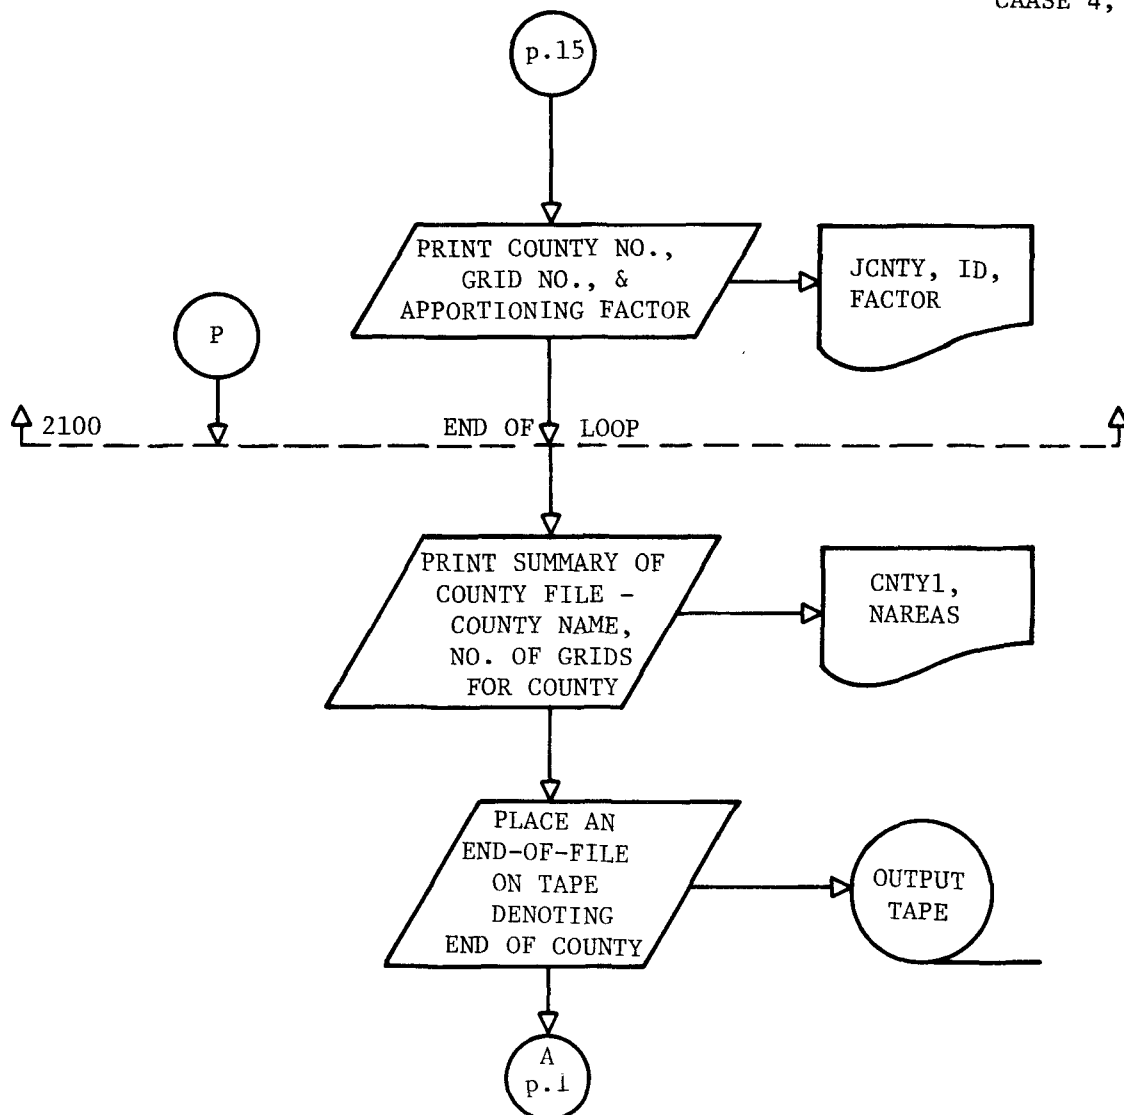 CAASE 4,
p.15
PRINT COUNTY NO.,
GRID NO., &
APPORTIONING FACTOR
JCNTY, ID,
FACTOR
P
2100
END OF LOOP
PRINT SUMMARY OF
COUNTY FILE –
COUNTY NAME,
NO. OF GRIDS
FOR COUNTY
CNTY1,
NAREAS
PLACE AN
END-OF-FILE
ON TAPE
DENOTING
END OF COUNTY
OUTPUT
TAPE
A
p.1